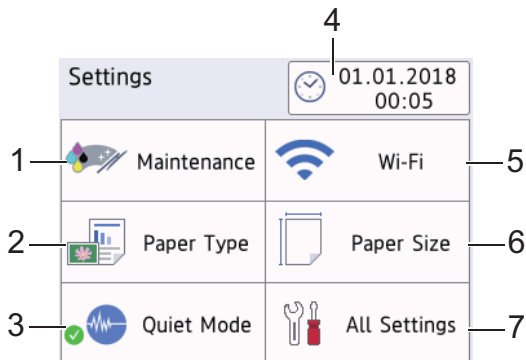 4
Settings
01.01.2018
00:05
1
Maintenance
Wi-Fi
5
2
Paper Type
Paper Size
6
3
Quiet Mode
All Settings
7